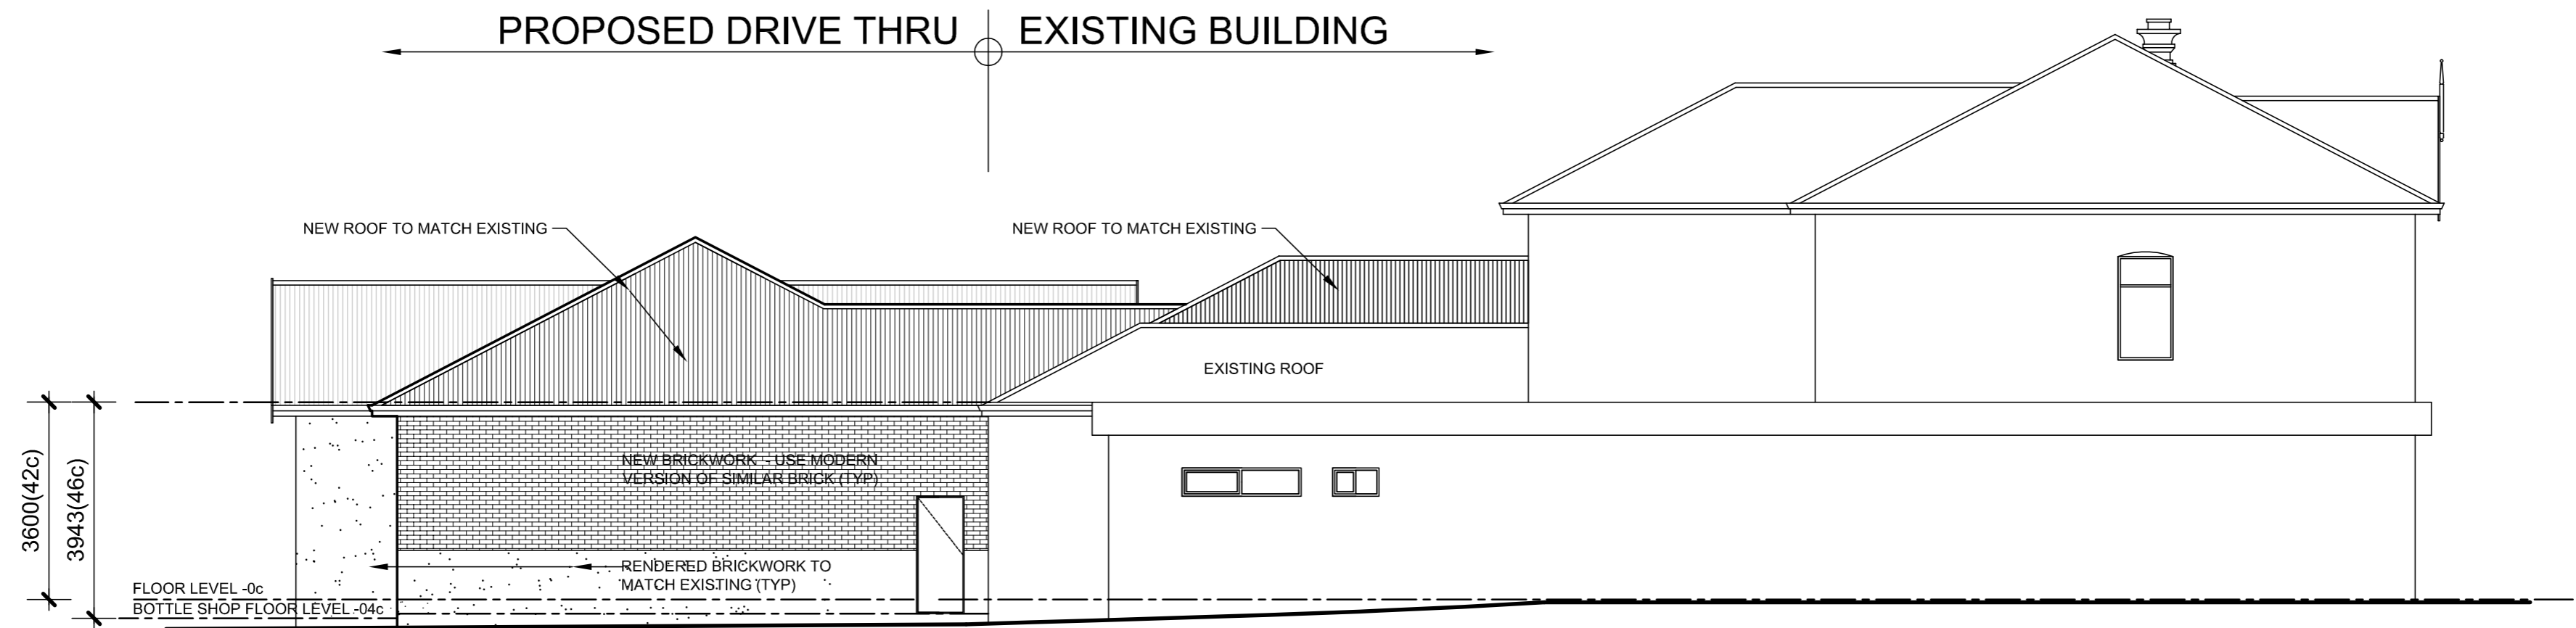 PROPOSED DRIVE THRU
EXISTING BUILDING
NEW ROOF TO MATCH EXISTING
NEW ROOF TO MATCH EXISTING
EXISTING ROOF
3600(42c)
3943(46c)
NEW BRICKWORK - USE MODERN
VERSION OF SIMILAR BRICK (TYP)
RENDERED BRICKWORK TO
MATCH EXISTING (TYP)
FLOOR LEVEL -0c
BOTTLE SHOP FLOOR LEVEL -04c